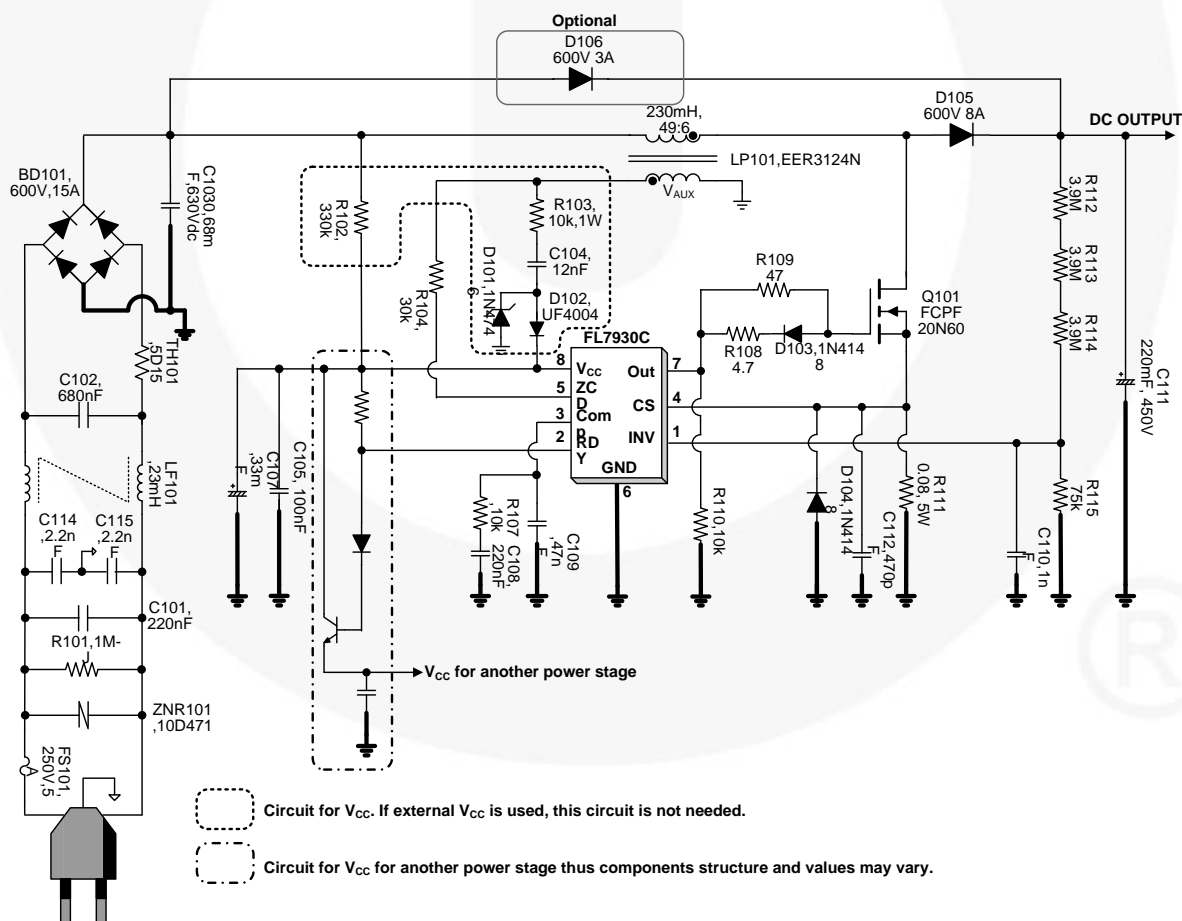 Optional
D106
600V 3A
230mH,
49:6
D105
600V 8A
DC OUTPUT
BD101,
600V,15A
C1030,68m
F,630Vdc
LP101,EER3124N
VAUX
R102,
330k
R103,
10k,1W
C104,
12nF
D101,1N474
6
D102,
UF4004
R104,
30k
R112
3.9M
R113
3.9M
R114
3.9M
R109
47
R108
4.7
D103,1N414
8
Q101
FCPF
20N60
FL7930C
8
VCC
5
ZC
D
3
Com
p
2
RD
Y
Out
7
CS
4
INV
1
GND
6
TH101
,5D15
C102,
680nF
LF101
,23mH
C114
,2.2n
F
C115
,2.2n
F
C101,
220nF
R101,1M-
J
ZNR101
,10D471
FS101,
250V,5
A
C107
,33m
F
C105, 100nF
R107
,10k
C108,
220nF
C109
,47n
F
R110,10k
D104,1N414
8
C112,470p
F
R111
0.08, 5W
C110,1n
F
R115
75k
C111
220mF, 450V
+
+
VCC for another power stage
Circuit for VCC. If external VCC is used, this circuit is not needed.
Circuit for VCC for another power stage thus components structure and values may vary.
®